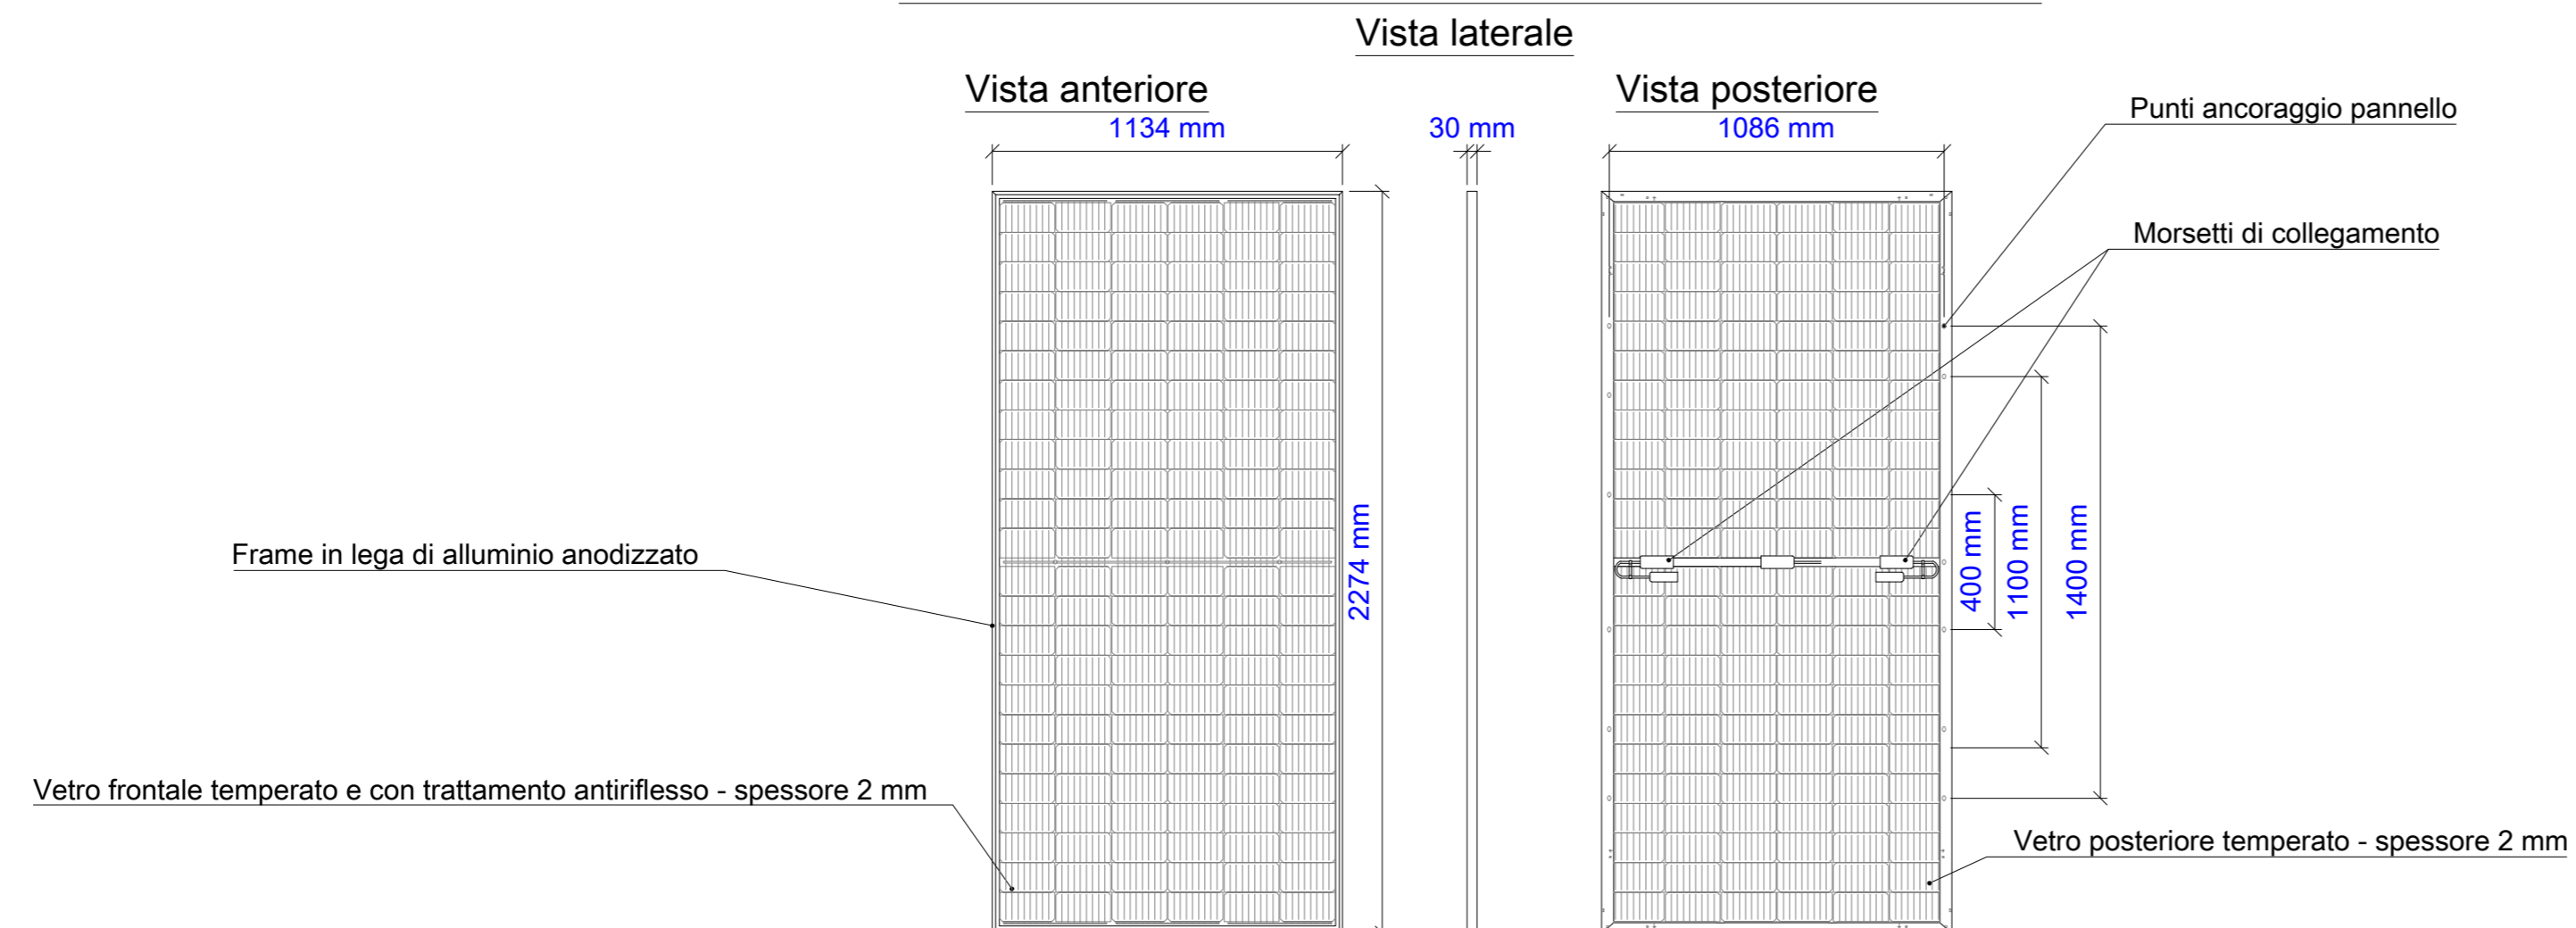 Vista laterale
Vista anteriore
Vista posteriore
1134 mm
30 mm
1086 mm
Punti ancoraggio pannello
Morsetti di collegamento
2274 mm
400 mm
1100 mm
1400 mm
Frame in lega di alluminio anodizzato
Vetro frontale temperato e con trattamento antiriflesso - spessore 2 mm
Vetro posteriore temperato - spessore 2 mm